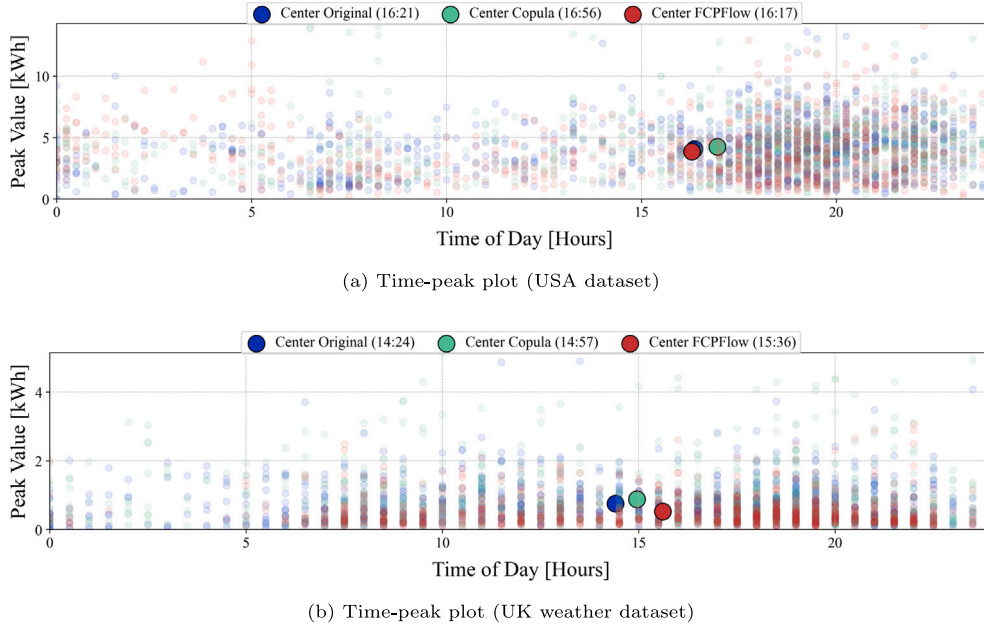 Center Original (16:21) Center Copula (16:56) Center FCPFlow (16:17)
Peak Value [kWh]
10
5
0
0 5 10 15 20
Time of Day [Hours]
(a) Time-peak plot (USA dataset)
Center Original (14:24) Center Copula (14:57) Center FCPFlow (15:36)
Peak Value [kWh]
4
2
0
0 5 10 15 20
Time of Day [Hours]
(b) Time-peak plot (UK weather dataset)